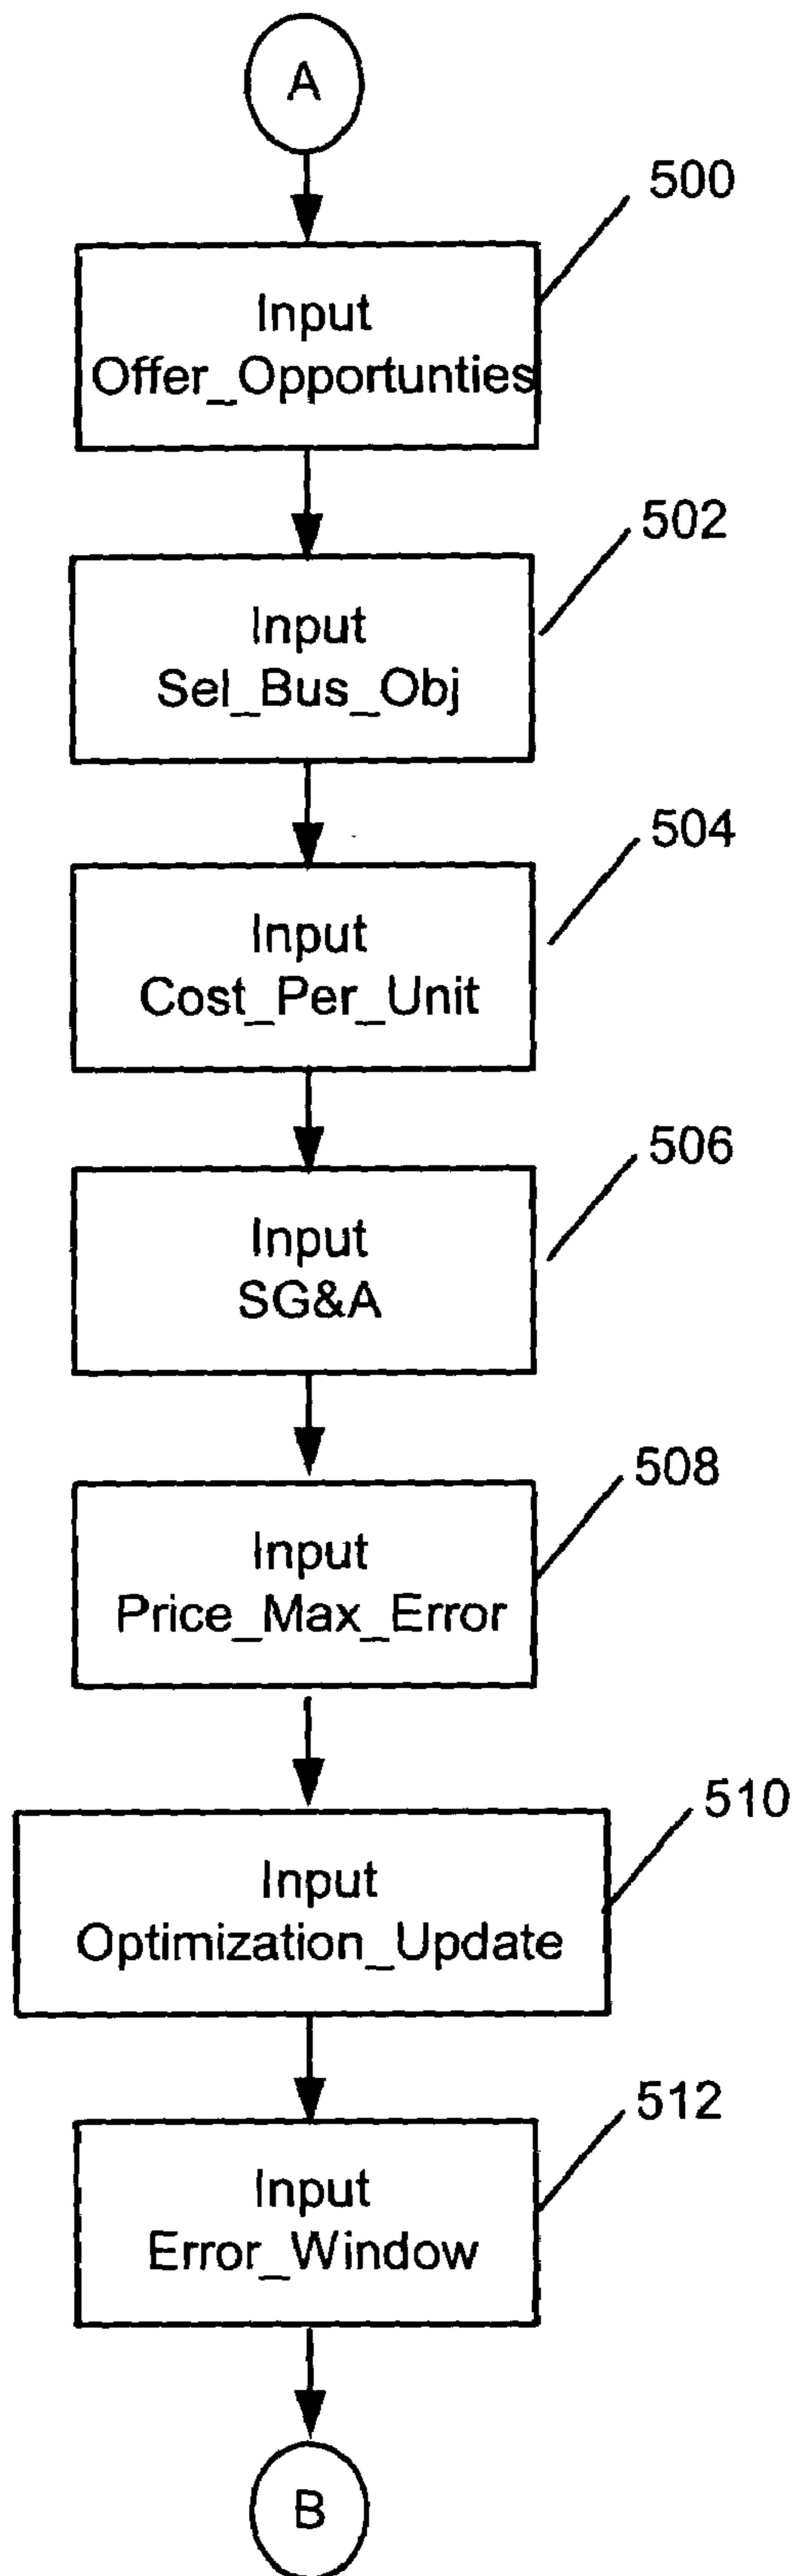 A
500
Input
Offer_Opportunties
502
Input
Sel_Bus_Obj
504
Input
Cost_Per_Unit
506
Input
SG&A
508
Input
Price_Max_Error
510
Input
Optimization_Update
512
Input
Error_Window
B